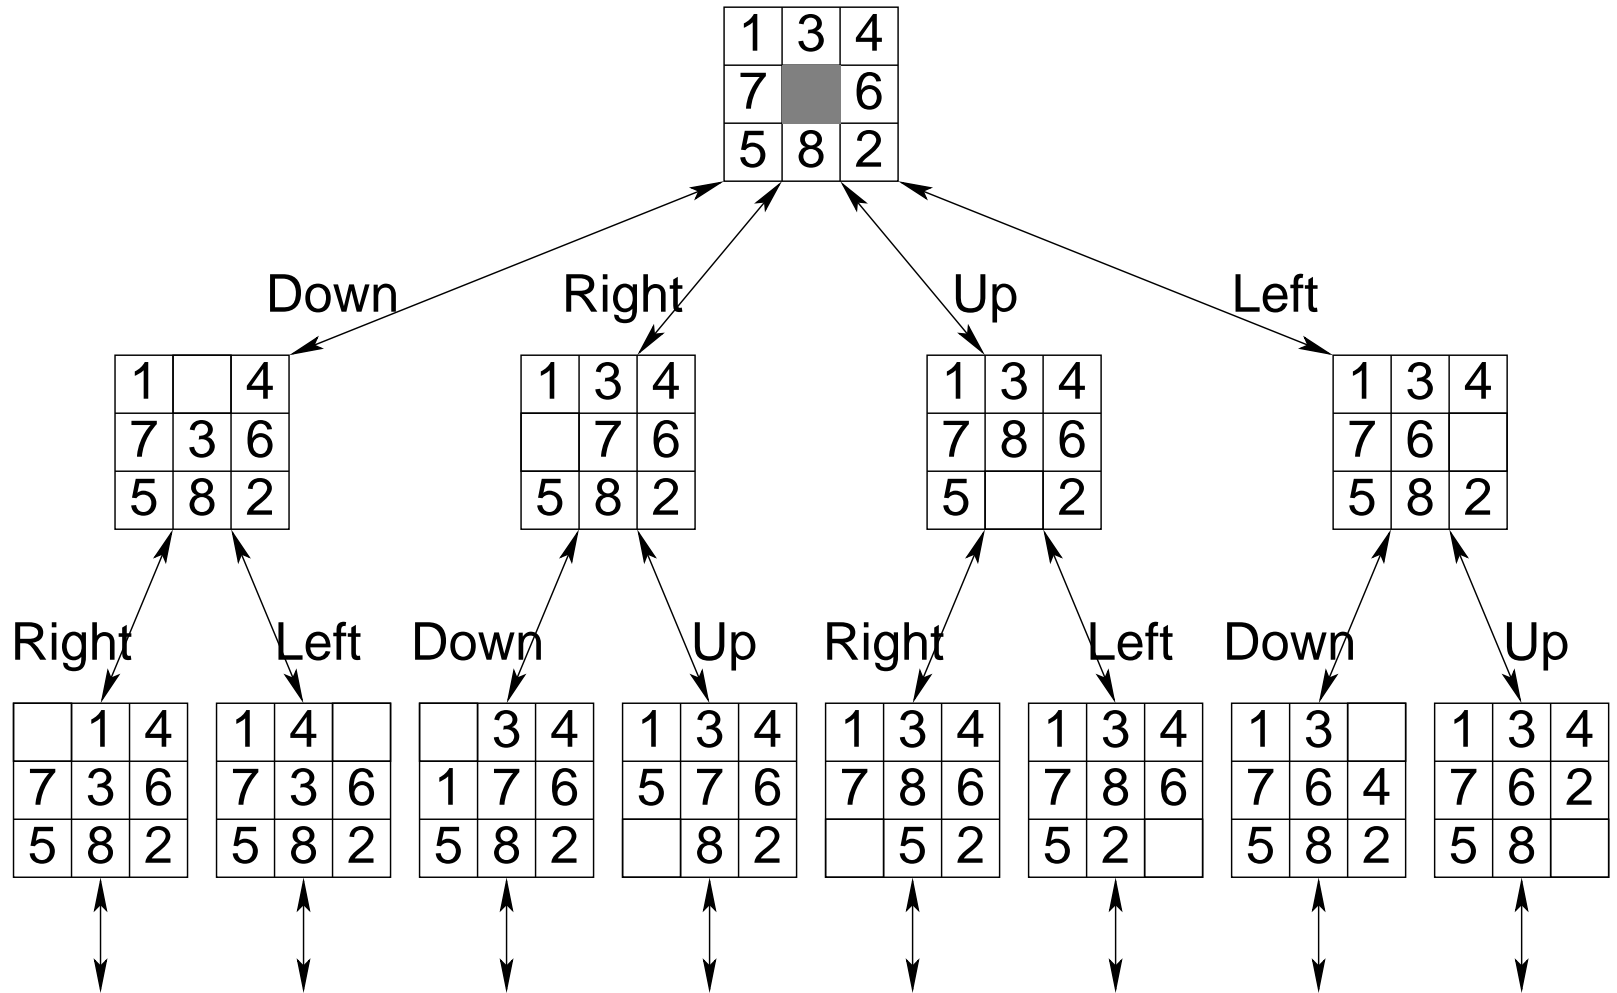 1 3 4
7 6
5 8 2
Down Right Up Left
1 4 1 3 4 1 3 4 1 3 4
7 3 6 7 6 7 8 6 7 6
5 8 2 5 8 2 5 2 5 8 2
Right Left Down Up Right Left Down Up
1 4 1 4 3 4 1 3 4 1 3 4 1 3 4 1 3 1 3 4
7 3 6 7 3 6 1 7 6 5 7 6 7 8 6 7 8 6 7 6 4 7 6 2
5 8 2 5 8 2 5 8 2 8 2 5 2 5 2 5 8 2 5 8